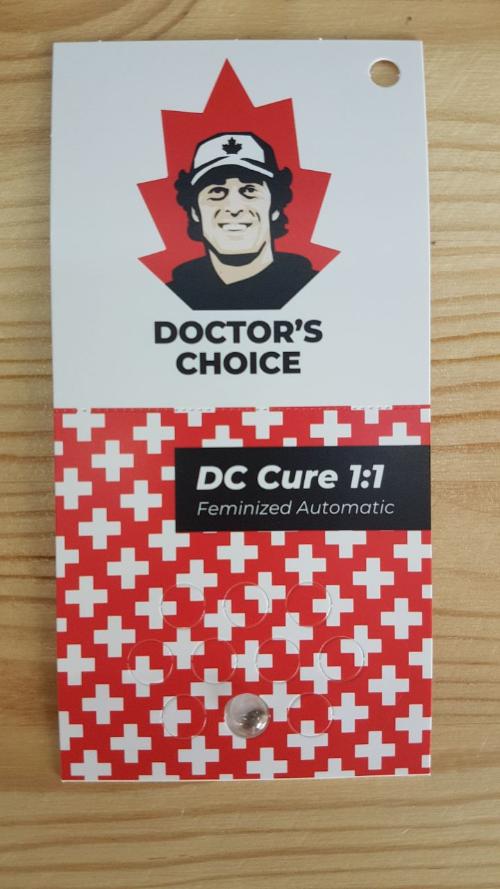 DOCTOR'S
CHOICE
DC Cure 1:1
Feminized Automatic